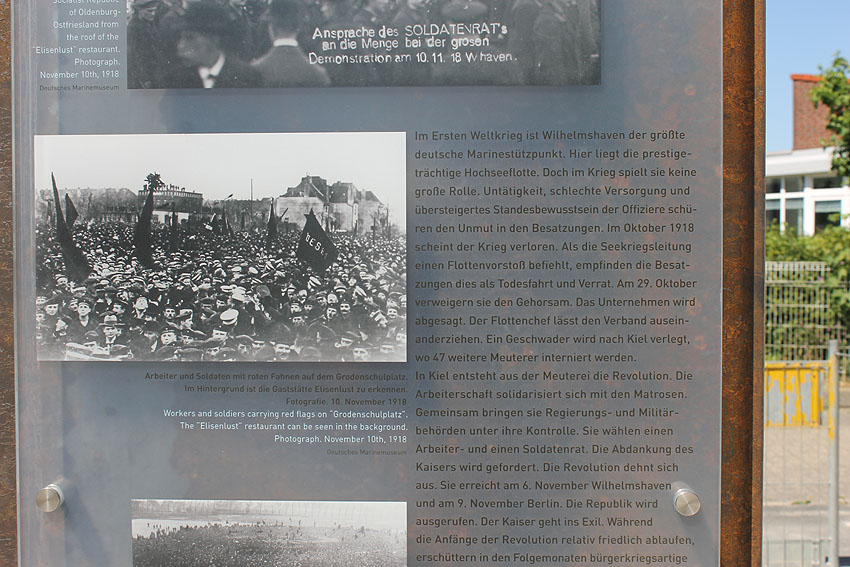 Socialist Republic
of Oldenburg-
Ostfriesland from
the roof of the
"Elisenlust" restaurant.
Photograph.
November 10th, 1918
Deutsches Marinemuseum
Ansprache des SOLDATENRAT's
an die Menge bei der grosen
Demonstration am 10.11.18 W'haven.
Arbeiter und Soldaten mit roten Fahnen auf dem Grodenschulplatz.
Im Hintergrund ist die Gaststätte Elisenlust zu erkennen.
Fotografie. 10. November 1918
Workers and soldiers carrying red flags on "Grodenschulplatz".
The "Elisenlust" restaurant can be seen in the background.
Photograph. November 10th, 1918
Deutsches Marinemuseum
Im Ersten Weltkrieg ist Wilhelmshaven der größte
deutsche Marinestützpunkt. Hier liegt die prestige-
trächtige Hochseeflotte. Doch im Krieg spielt sie keine
große Rolle. Untätigkeit, schlechte Versorgung und
übersteigertes Standesbewusstsein der Offiziere schü-
ren den Unmut in den Besatzungen. Im Oktober 1918
scheint der Krieg verloren. Als die Seekriegsleitung
einen Flottenvorstoß befiehlt, empfinden die Besat-
zungen dies als Todesfahrt und Verrat. Am 29. Oktober
verweigern sie den Gehorsam. Das Unternehmen wird
abgesagt. Der Flottenchef lässt den Verband ausein-
anderziehen. Ein Geschwader wird nach Kiel verlegt,
wo 47 weitere Meuterer interniert werden.
In Kiel entsteht aus der Meuterei die Revolution. Die
Arbeiterschaft solidarisiert sich mit den Matrosen.
Gemeinsam bringen sie Regierungs- und Militär-
behörden unter ihre Kontrolle. Sie wählen einen
Arbeiter- und einen Soldatenrat. Die Abdankung des
Kaisers wird gefordert. Die Revolution dehnt sich
aus. Sie erreicht am 6. November Wilhelmshaven
und am 9. November Berlin. Die Republik wird
ausgerufen. Der Kaiser geht ins Exil. Während
die Anfänge der Revolution relativ friedlich ablaufen,
erschüttern in den Folgemonaten bürgerkriegsartige